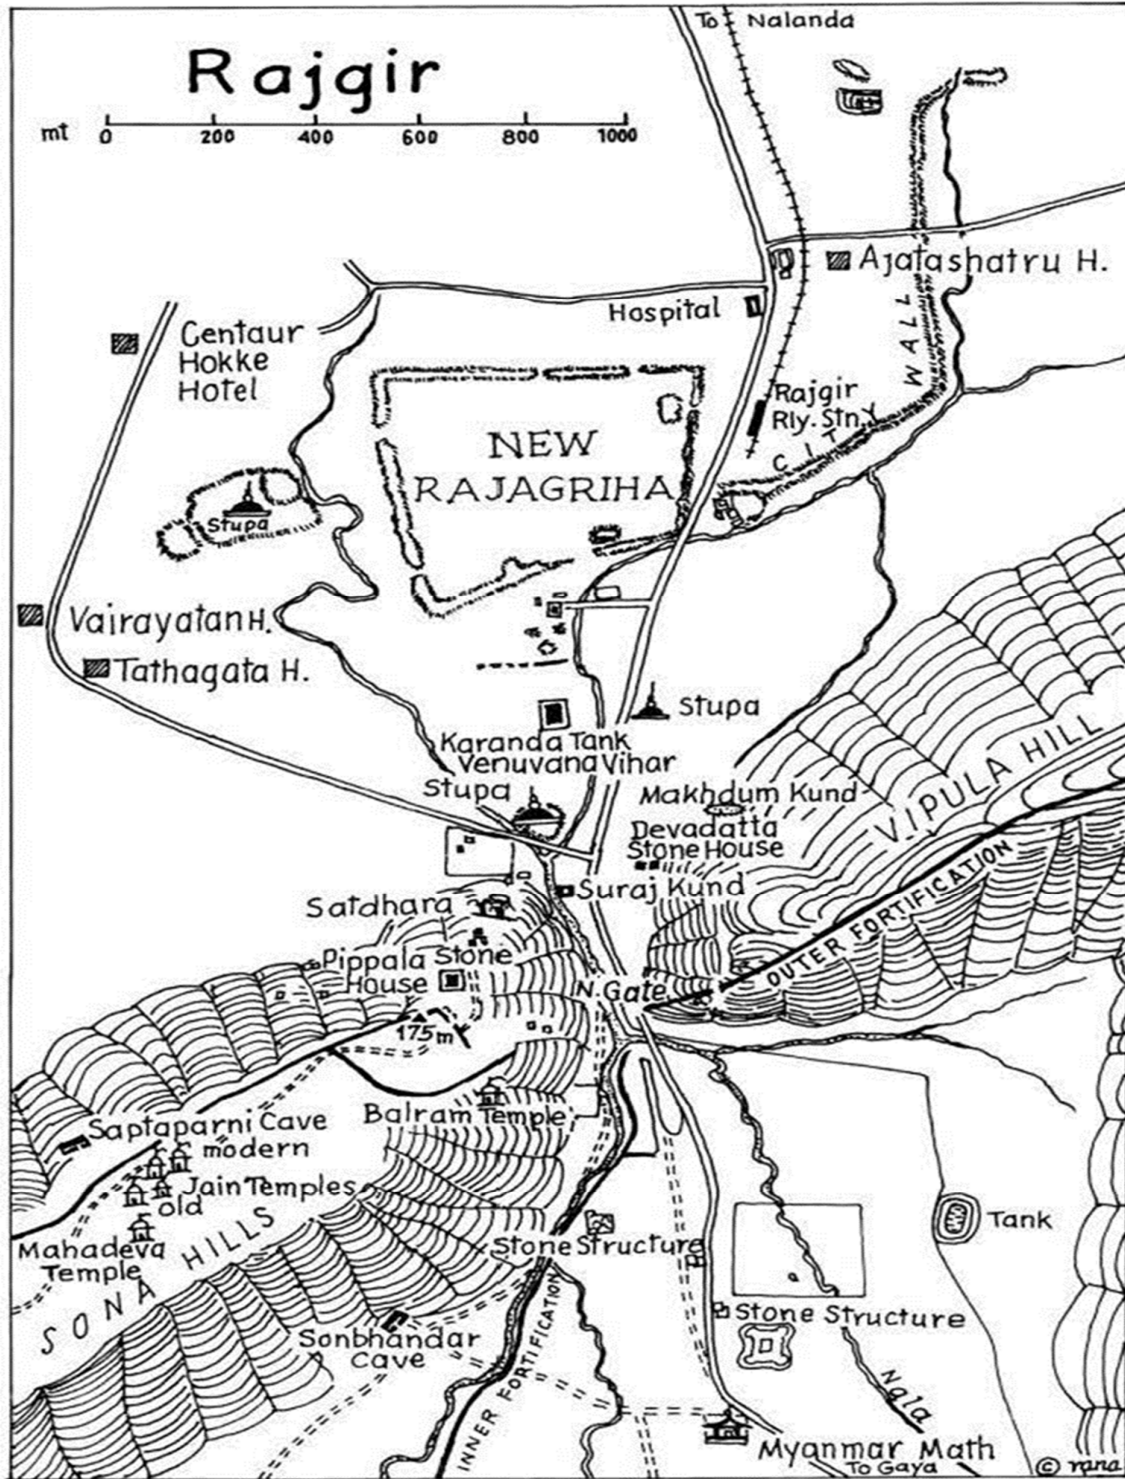 To Nalanda
Rajgir
mt 0 200 400 600 800 1000
Ajatashatru H.
Hospital
Centaur
Hokke
Hotel
WALL
Rajgir
Rly. Stn.
CITY
NEW
RAJAGRIHA
Stupa
Vairayatan H.
Tathagata H.
Stupa
Karanda Tank
Venuvana Vihar
Stupa
Makhdum Kund
VIPULA HILL
Devadatta
Stone House
OUTER FORTIFICATION
Suraj Kund
Satdhara
Pippala Stone
House
N. Gate
175m
Balram Temple
Saptaparni Cave
modern
Jain Temples
old
Mahadeva
Temple
SONA HILLS
Stone Structure
Tank
Stone Structure
Sonbhandar
Cave
INNER FORTIFICATION
Nala
Myanmar Math
To Gaya
© rana